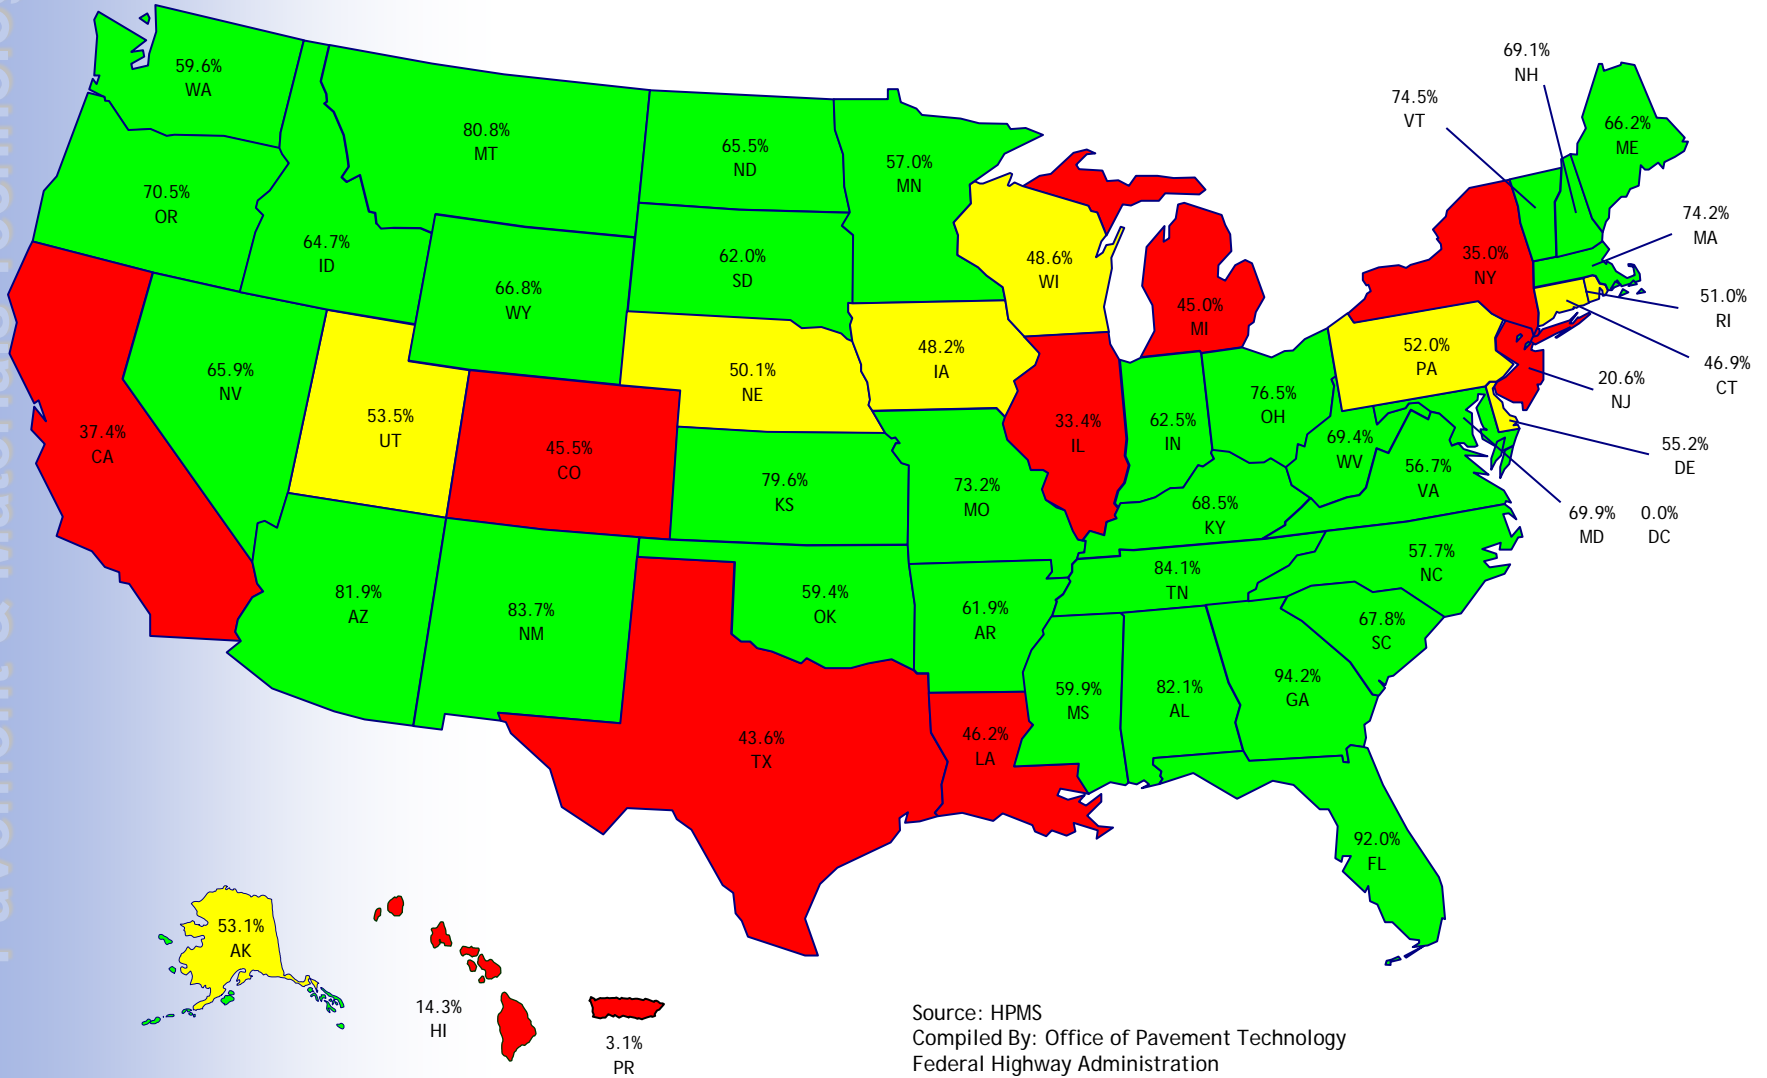 59.6%
WA
70.5%
OR
37.4%
CA
65.9%
NV
64.7%
ID
80.8%
MT
66.8%
WY
53.5%
UT
45.5%
CO
81.9%
AZ
83.7%
NM
65.5%
ND
62.0%
SD
50.1%
NE
79.6%
KS
59.4%
OK
43.6%
TX
57.0%
MN
48.2%
IA
73.2%
MO
61.9%
AR
46.2%
LA
48.6%
WI
33.4%
IL
45.0%
MI
62.5%
IN
76.5%
OH
68.5%
KY
84.1%
TN
59.9%
MS
82.1%
AL
94.2%
GA
92.0%
FL
67.8%
SC
57.7%
NC
56.7%
VA
69.4%
WV
52.0%
PA
35.0%
NY
74.5%
VT
69.1%
NH
66.2%
ME
74.2%
MA
51.0%
RI
46.9%
CT
20.6%
NJ
55.2%
DE
69.9%
MD
0.0%
DC
53.1%
AK
14.3%
HI
3.1%
PR
Source: HPMS
Compiled By: Office of Pavement Technology
Federal Highway Administration